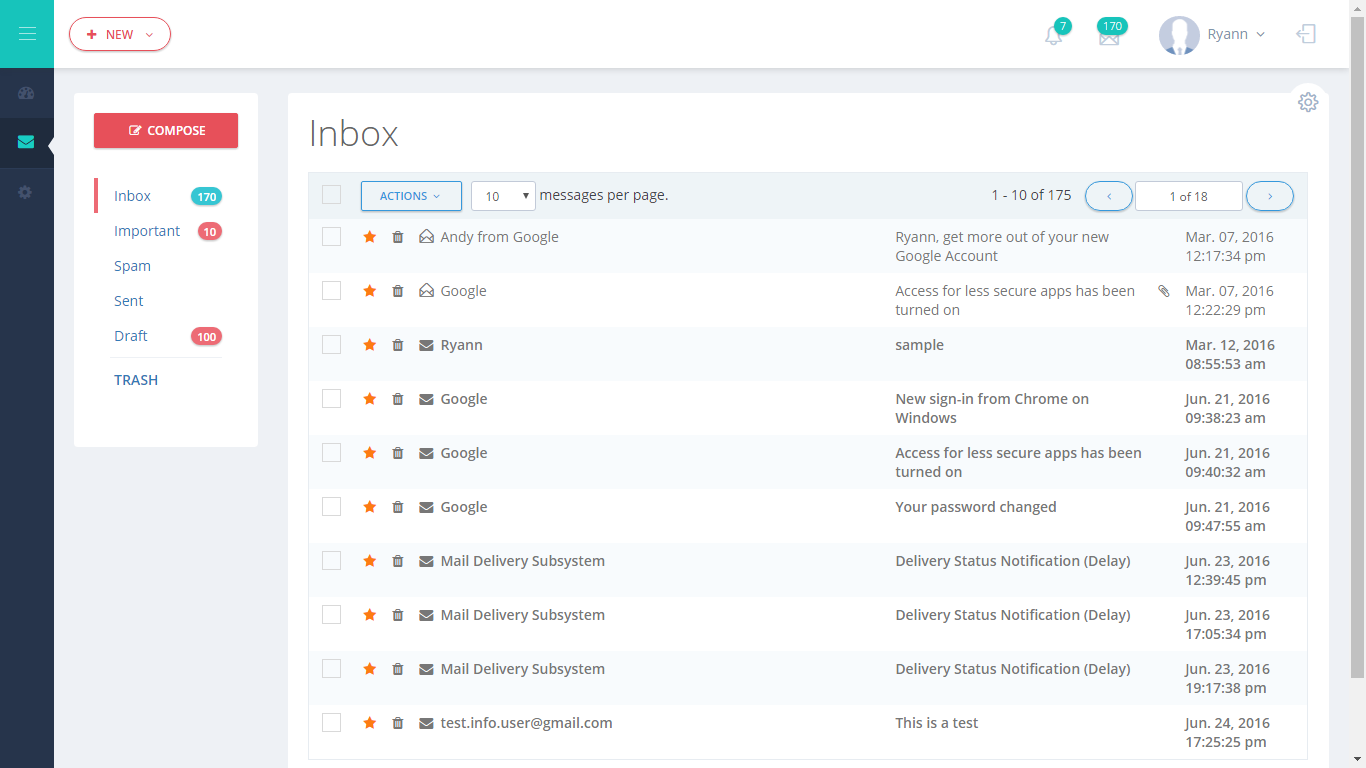 NEW
7
170
Ryann
COMPOSE
Inbox 170
Important 10
Spam
Sent
Draft 100
TRASH
Inbox
ACTIONS 10 messages per page. 1 - 10 of 175 1 of 18
Andy from Google Ryann, get more out of your new Mar. 07, 2016
Google Account 12:17:34 pm
Google Access for less secure apps has been Mar. 07, 2016
turned on 12:22:29 pm
Ryann sample Mar. 12, 2016
08:55:53 am
Google New sign-in from Chrome on Jun. 21, 2016
Windows 09:38:23 am
Google Access for less secure apps has been Jun. 21, 2016
turned on 09:40:32 am
Google Your password changed Jun. 21, 2016
09:47:55 am
Mail Delivery Subsystem Delivery Status Notification (Delay) Jun. 23, 2016
12:39:45 pm
Mail Delivery Subsystem Delivery Status Notification (Delay) Jun. 23, 2016
17:05:34 pm
Mail Delivery Subsystem Delivery Status Notification (Delay) Jun. 23, 2016
19:17:38 pm
test.info.user@gmail.com This is a test Jun. 24, 2016
17:25:25 pm